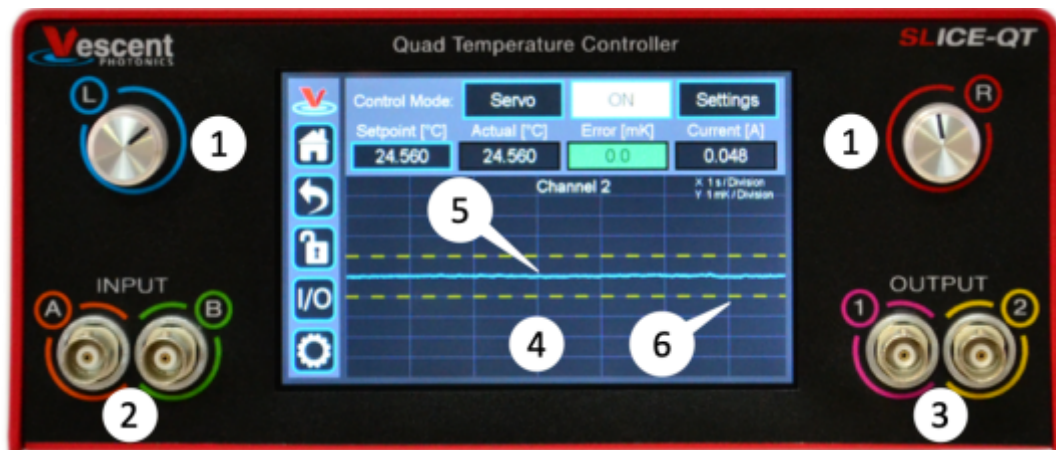 Vescent
PHOTONICS
Quad Temperature Controller
SLICE-QT
L
R
1
1
Control Mode:
Servo
ON
Settings
Setpoint [°C]
Actual [°C]
Error [mK]
Current [A]
24.560
24.560
0.0
0.048
Channel 2
X 1 s / Division
Y 1 mK / Division
5
I/O
4
6
INPUT
A
B
2
OUTPUT
1
2
3